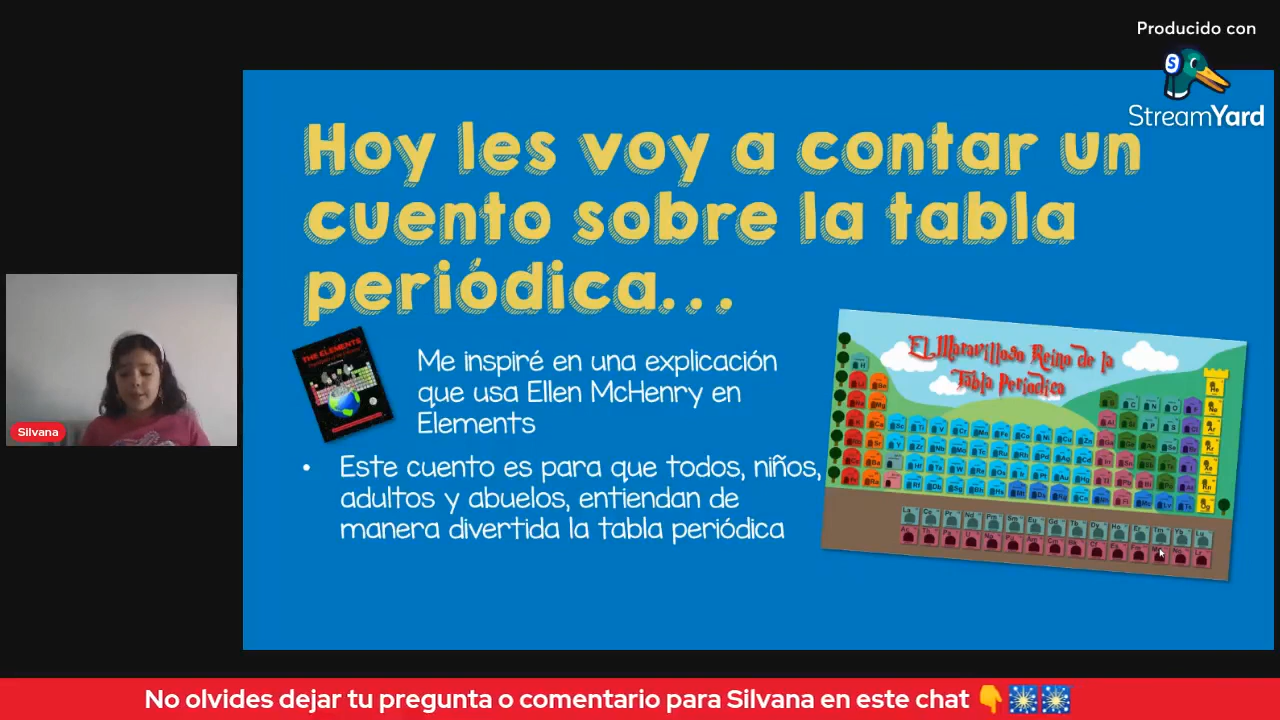 Producido con
StreamYard
Hoy les voy a contar un
cuento sobre la tabla
periódica...
THE ELEMENTS
Me inspiré en una explicación
que usa Ellen McHenry en
Elements
• Este cuento es para que todos, niños,
adultos y abuelos, entiendan de
manera divertida la tabla periódica
El Maravilloso Reino de la
Tabla Periódica
Silvana
No olvides dejar tu pregunta o comentario para Silvana en este chat 👇🎇🎇